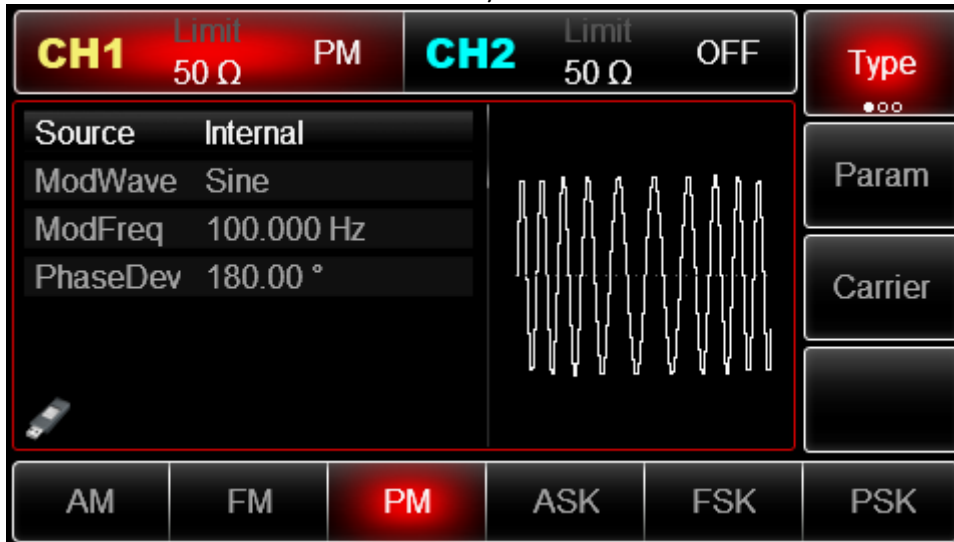 CH1 Limit 50 Ω PM CH2 Limit 50 Ω OFF Type
Source Internal
ModWave Sine
ModFreq 100.000 Hz
PhaseDev 180.00 °
Param
Carrier
AM FM PM ASK FSK PSK